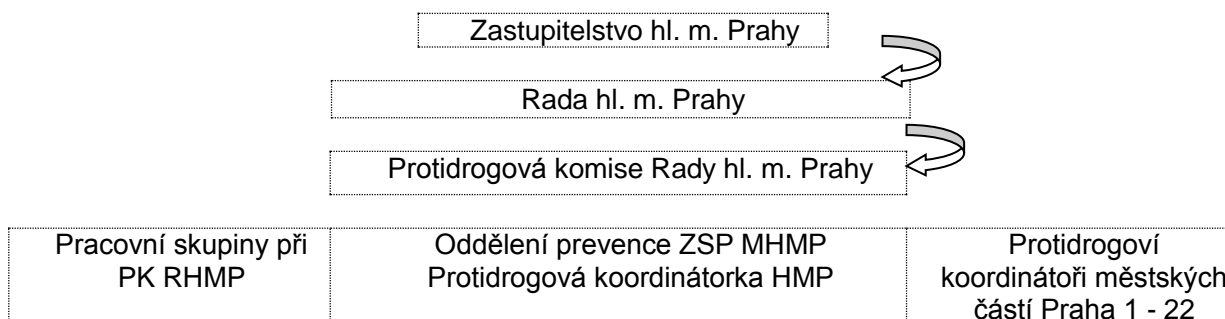 Zastupitelstvo hl. m. Prahy
Rada hl. m. Prahy
Protidrogová komise Rady hl. m. Prahy
Pracovní skupiny při
PK RHMP
Oddělení prevence ZSP MHMP
Protidrogová koordinátorka HMP
Protidrogoví
koordinátoři městských
částí Praha 1 - 22